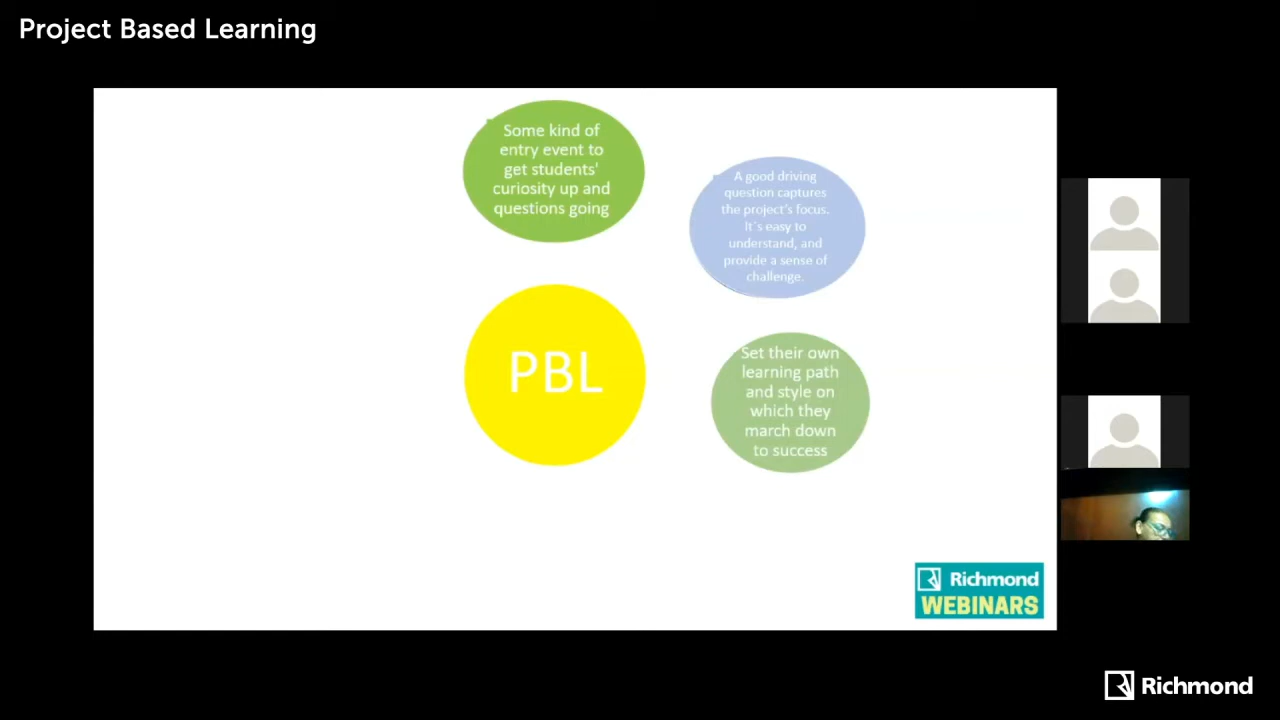 Project Based Learning
Some kind of
entry event to
get students'
curiosity up and
questions going
A good driving
question captures
the project's focus.
It's easy to
understand, and
provide a sense of
challenge.
PBL
Set their own
learning path
and style on
which they
march down
to success
Richmond
WEBINARS
Richmond